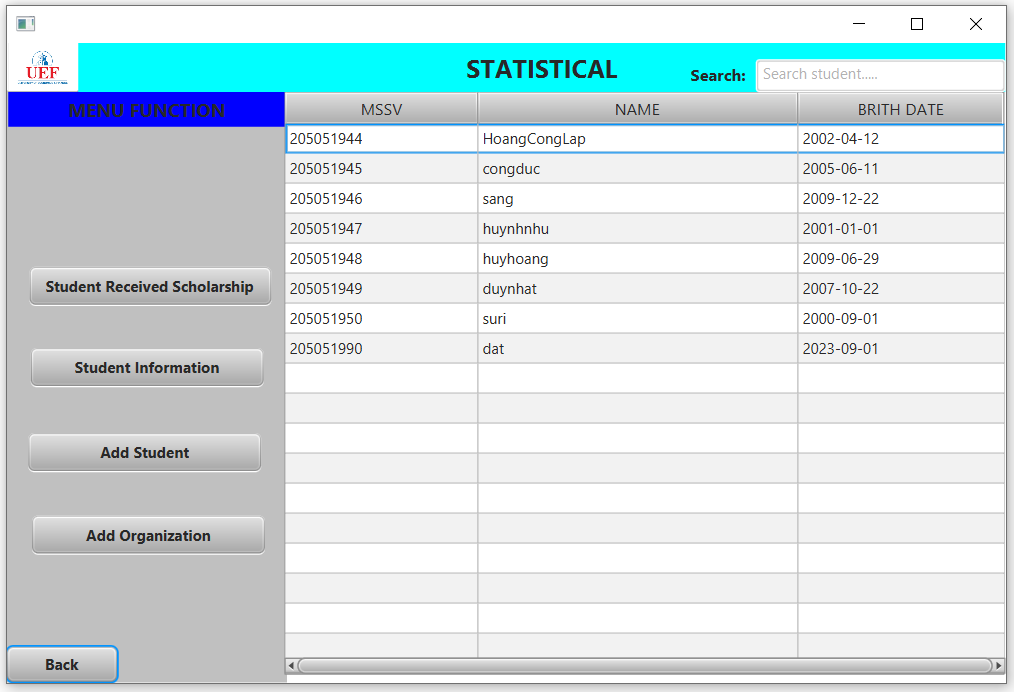 UEF
STATISTICAL
Search:
Search student.....
MENU FUNCTION
MSSV NAME BRITH DATE
205051944 HoangCongLap 2002-04-12
205051945 congduc 2005-06-11
205051946 sang 2009-12-22
205051947 huynhnhu 2001-01-01
205051948 huyhoang 2009-06-29
205051949 duynhat 2007-10-22
205051950 suri 2000-09-01
205051990 dat 2023-09-01
Student Received Scholarship
Student Information
Add Student
Add Organization
Back